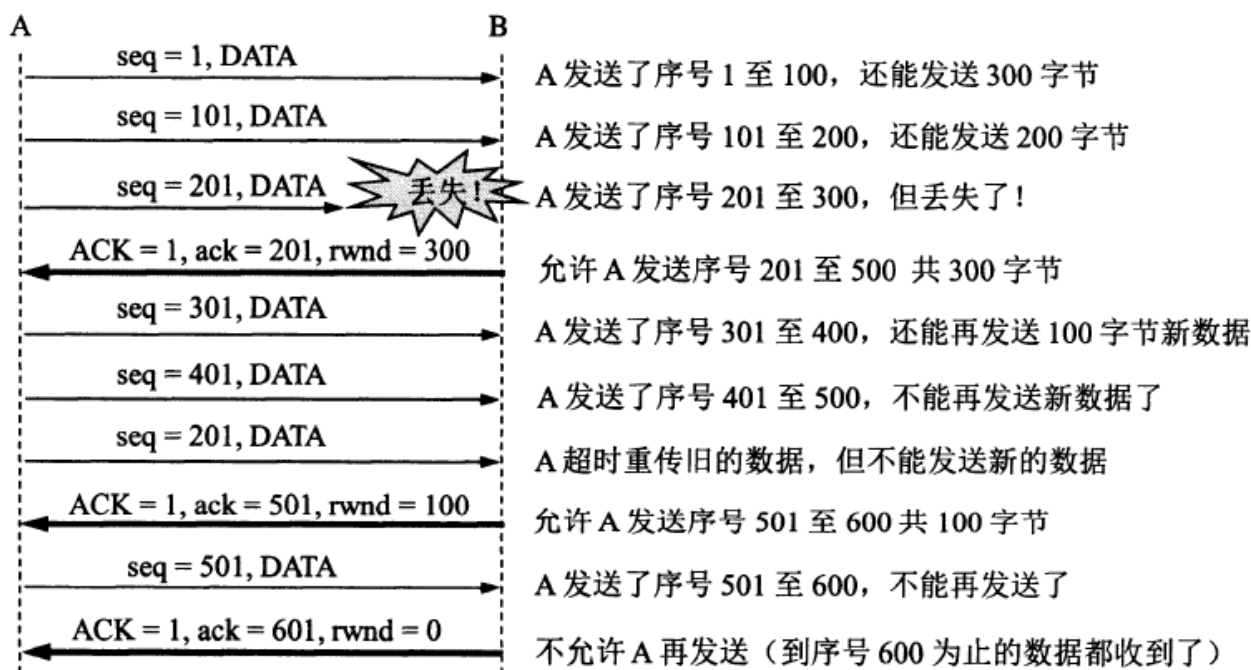 A B
seq = 1, DATA A 发送了序号 1 至 100，还能发送 300 字节
seq = 101, DATA A 发送了序号 101 至 200，还能发送 200 字节
seq = 201, DATA 丢失！ A 发送了序号 201 至 300，但丢失了！
ACK = 1, ack = 201, rwnd = 300 允许 A 发送序号 201 至 500 共 300 字节
seq = 301, DATA A 发送了序号 301 至 400，还能再发送 100 字节新数据
seq = 401, DATA A 发送了序号 401 至 500，不能再发送新数据了
seq = 201, DATA A 超时重传旧的数据，但不能发送新的数据
ACK = 1, ack = 501, rwnd = 100 允许 A 发送序号 501 至 600 共 100 字节
seq = 501, DATA A 发送了序号 501 至 600，不能再发送了
ACK = 1, ack = 601, rwnd = 0 不允许 A 再发送（到序号 600 为止的数据都收到了）